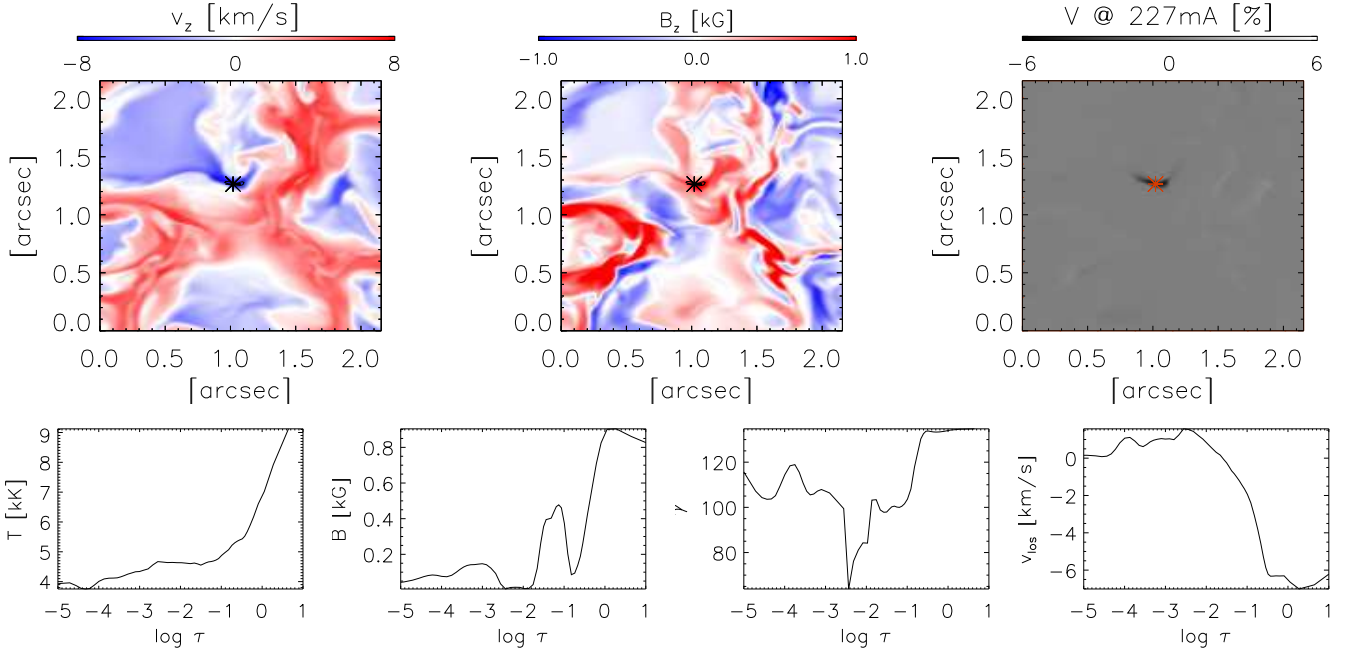 v_z [km/s]
B_z [kG]
V @ 227mA [%]
−8 0 8
−1.0 0.0 1.0
−6 0 6
2.0
1.5
1.0
0.5
0.0
[arcsec]
0.0 0.5 1.0 1.5 2.0
[arcsec]
2.0
1.5
1.0
0.5
0.0
[arcsec]
0.0 0.5 1.0 1.5 2.0
[arcsec]
2.0
1.5
1.0
0.5
0.0
[arcsec]
0.0 0.5 1.0 1.5 2.0
[arcsec]
9
8
7
6
5
4
T [kK]
−5 −4 −3 −2 −1 0 1
log τ
0.8
0.6
0.4
0.2
B [kG]
−5 −4 −3 −2 −1 0 1
log τ
120
100
80
γ
−5 −4 −3 −2 −1 0 1
log τ
0
−2
−4
−6
v_los [km/s]
−5 −4 −3 −2 −1 0 1
log τ